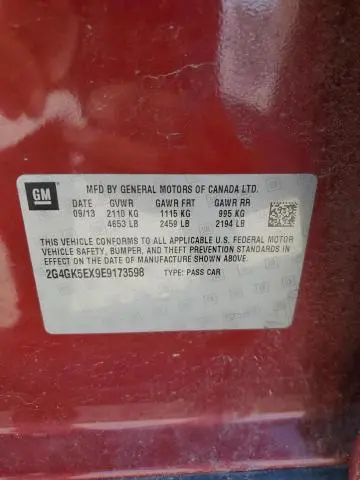 GM
MFD BY GENERAL MOTORS OF CANADA LTD.
DATE GVWR GAWR FRT GAWR RR
09/13 2110 KG 1115 KG 995 KG
4653 LB 2459 LB 2194 LB
THIS VEHICLE CONFORMS TO ALL APPLICABLE U.S. FEDERAL MOTOR
VEHICLE SAFETY, BUMPER, AND THEFT PREVENTION STANDARDS IN
EFFECT ON THE DATE OF MANUFACTURE SHOWN ABOVE.
2G4GK5EX9E9173598 TYPE: PASS CAR